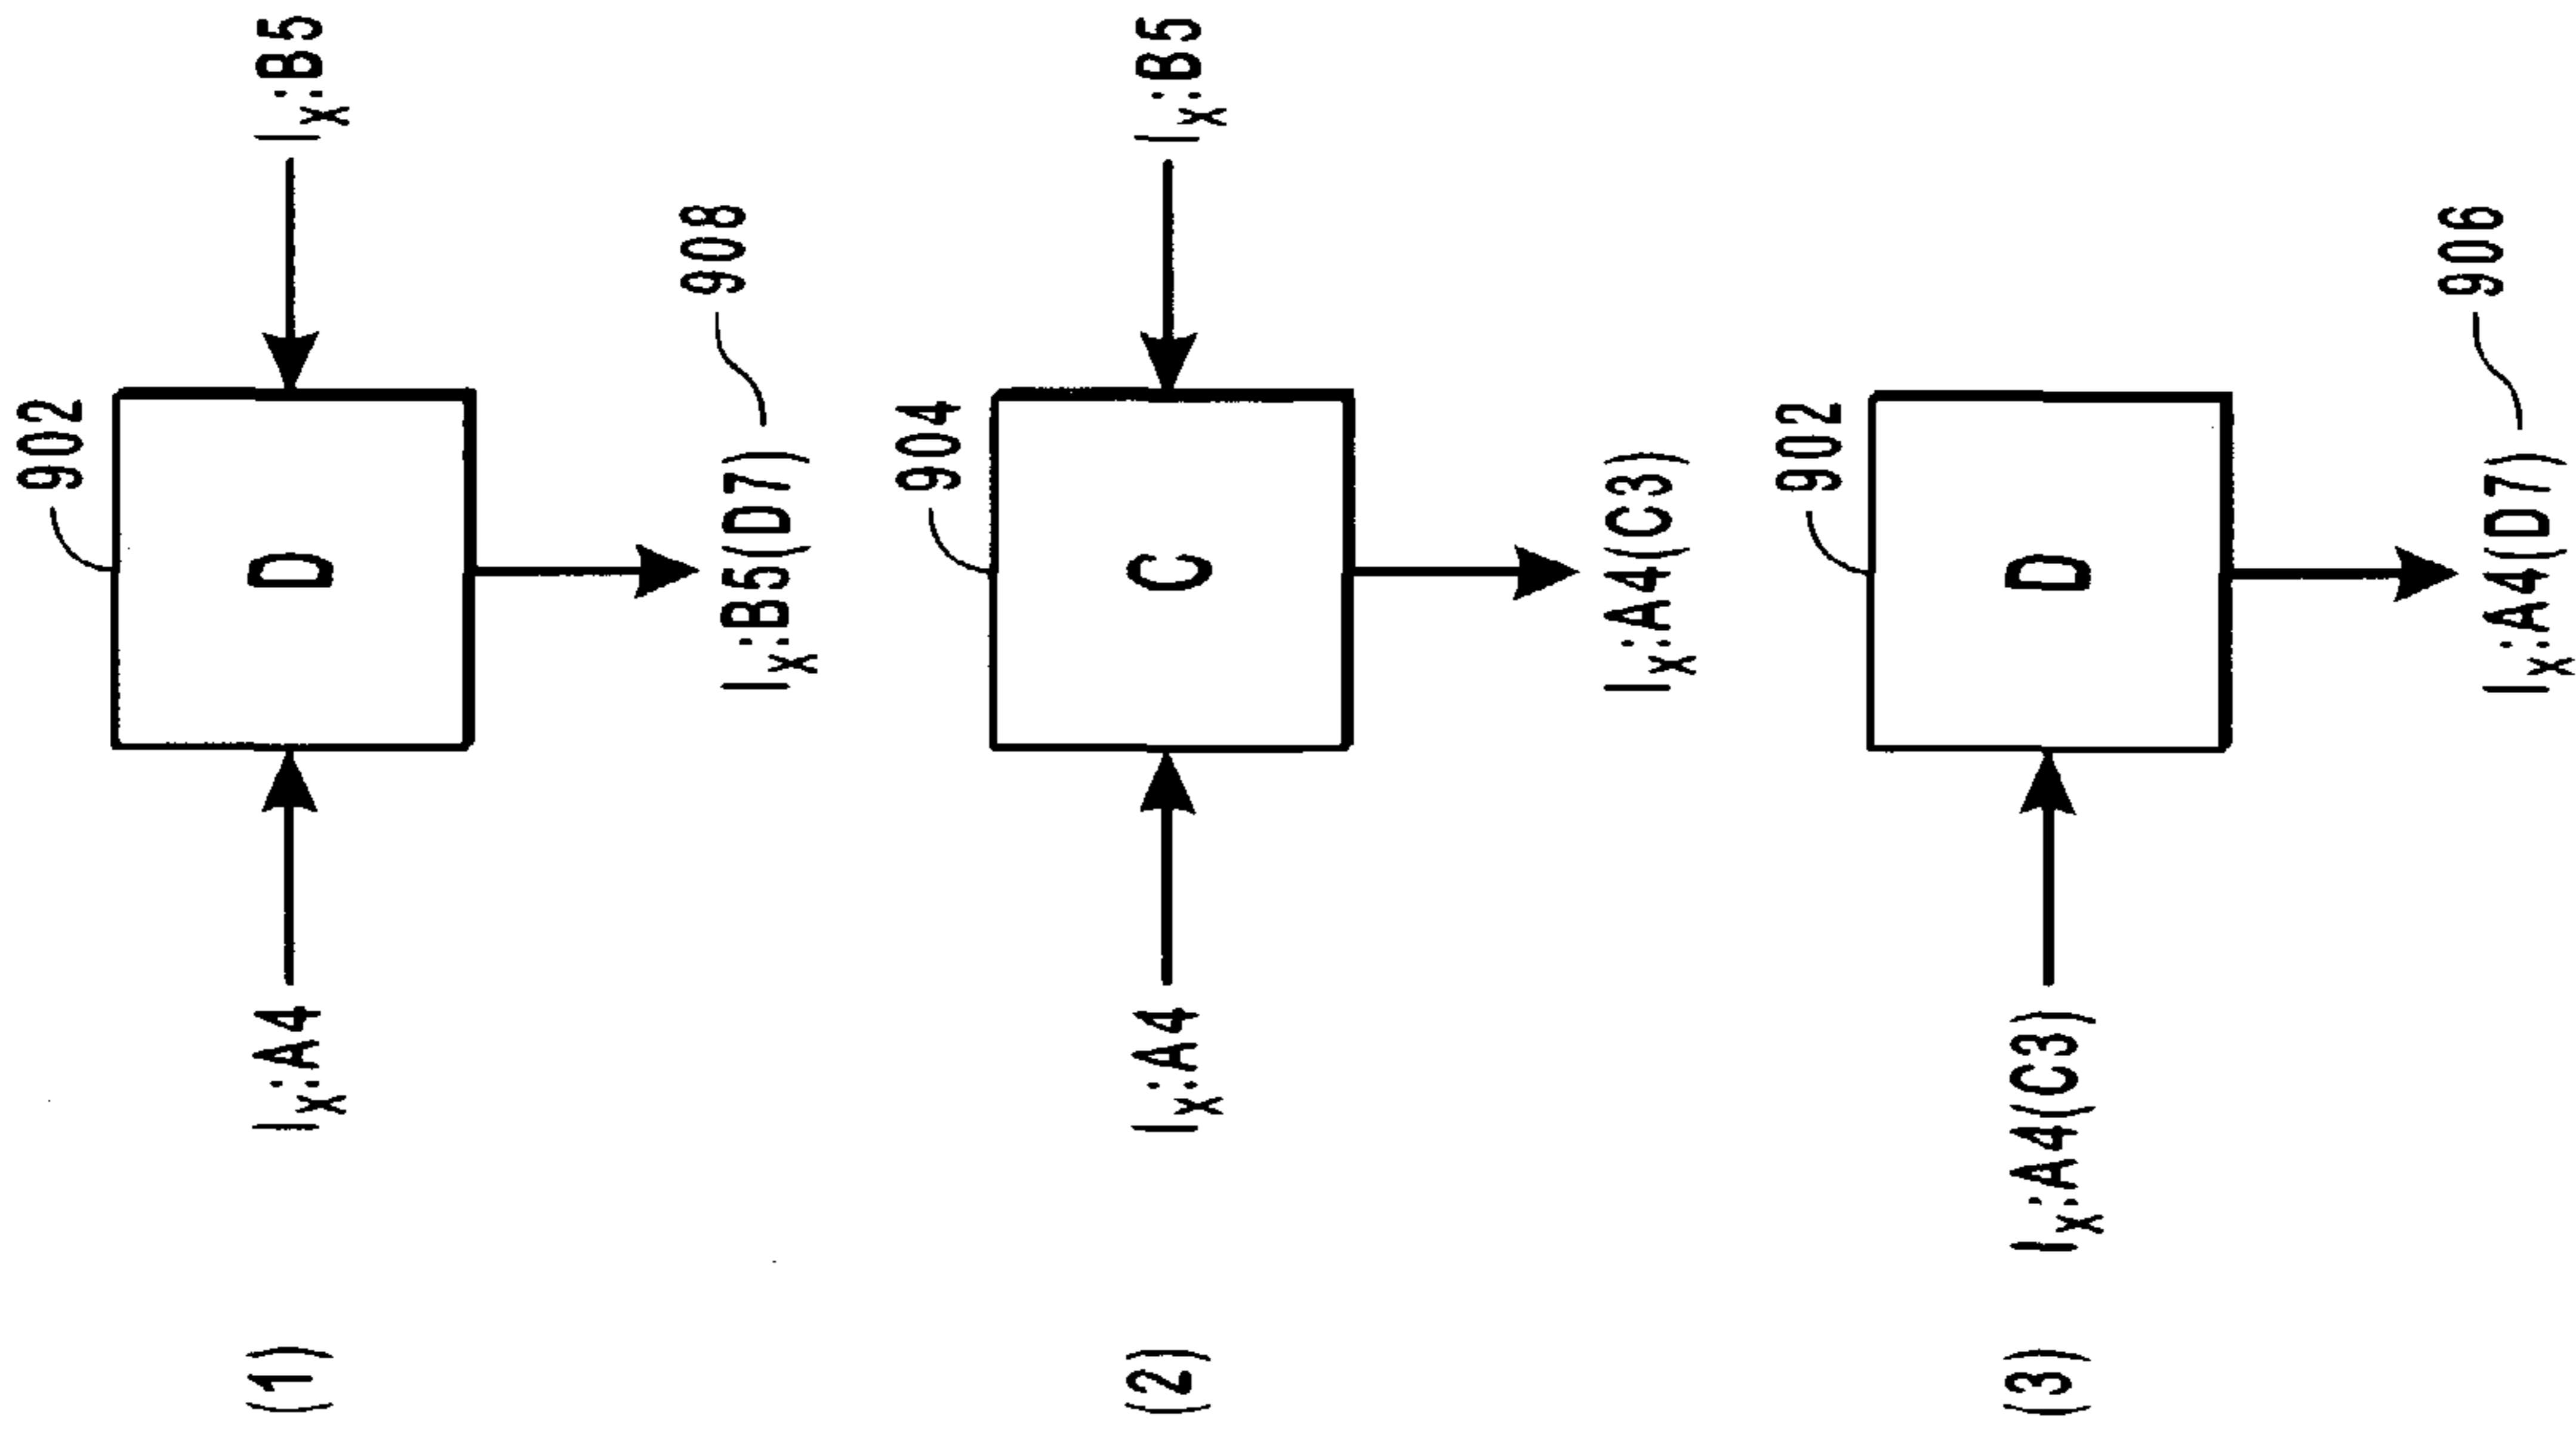 (1)
902
Iₓ:A4
D
Iₓ:B5
908
Iₓ:B5(D7)
(2)
904
Iₓ:A4
C
Iₓ:B5
Iₓ:A4(C3)
(3)
902
Iₓ:A4(C3)
D
906
Iₓ:A4(D7)